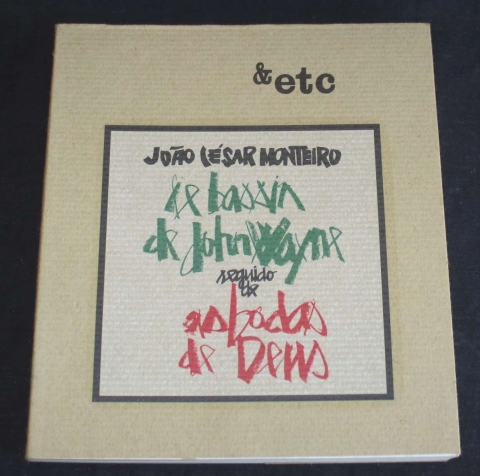 & etc
JOÃO CÉSAR MONTEIRO
le bassin
de John Wayne
seguido
de
as bodas
de Deus